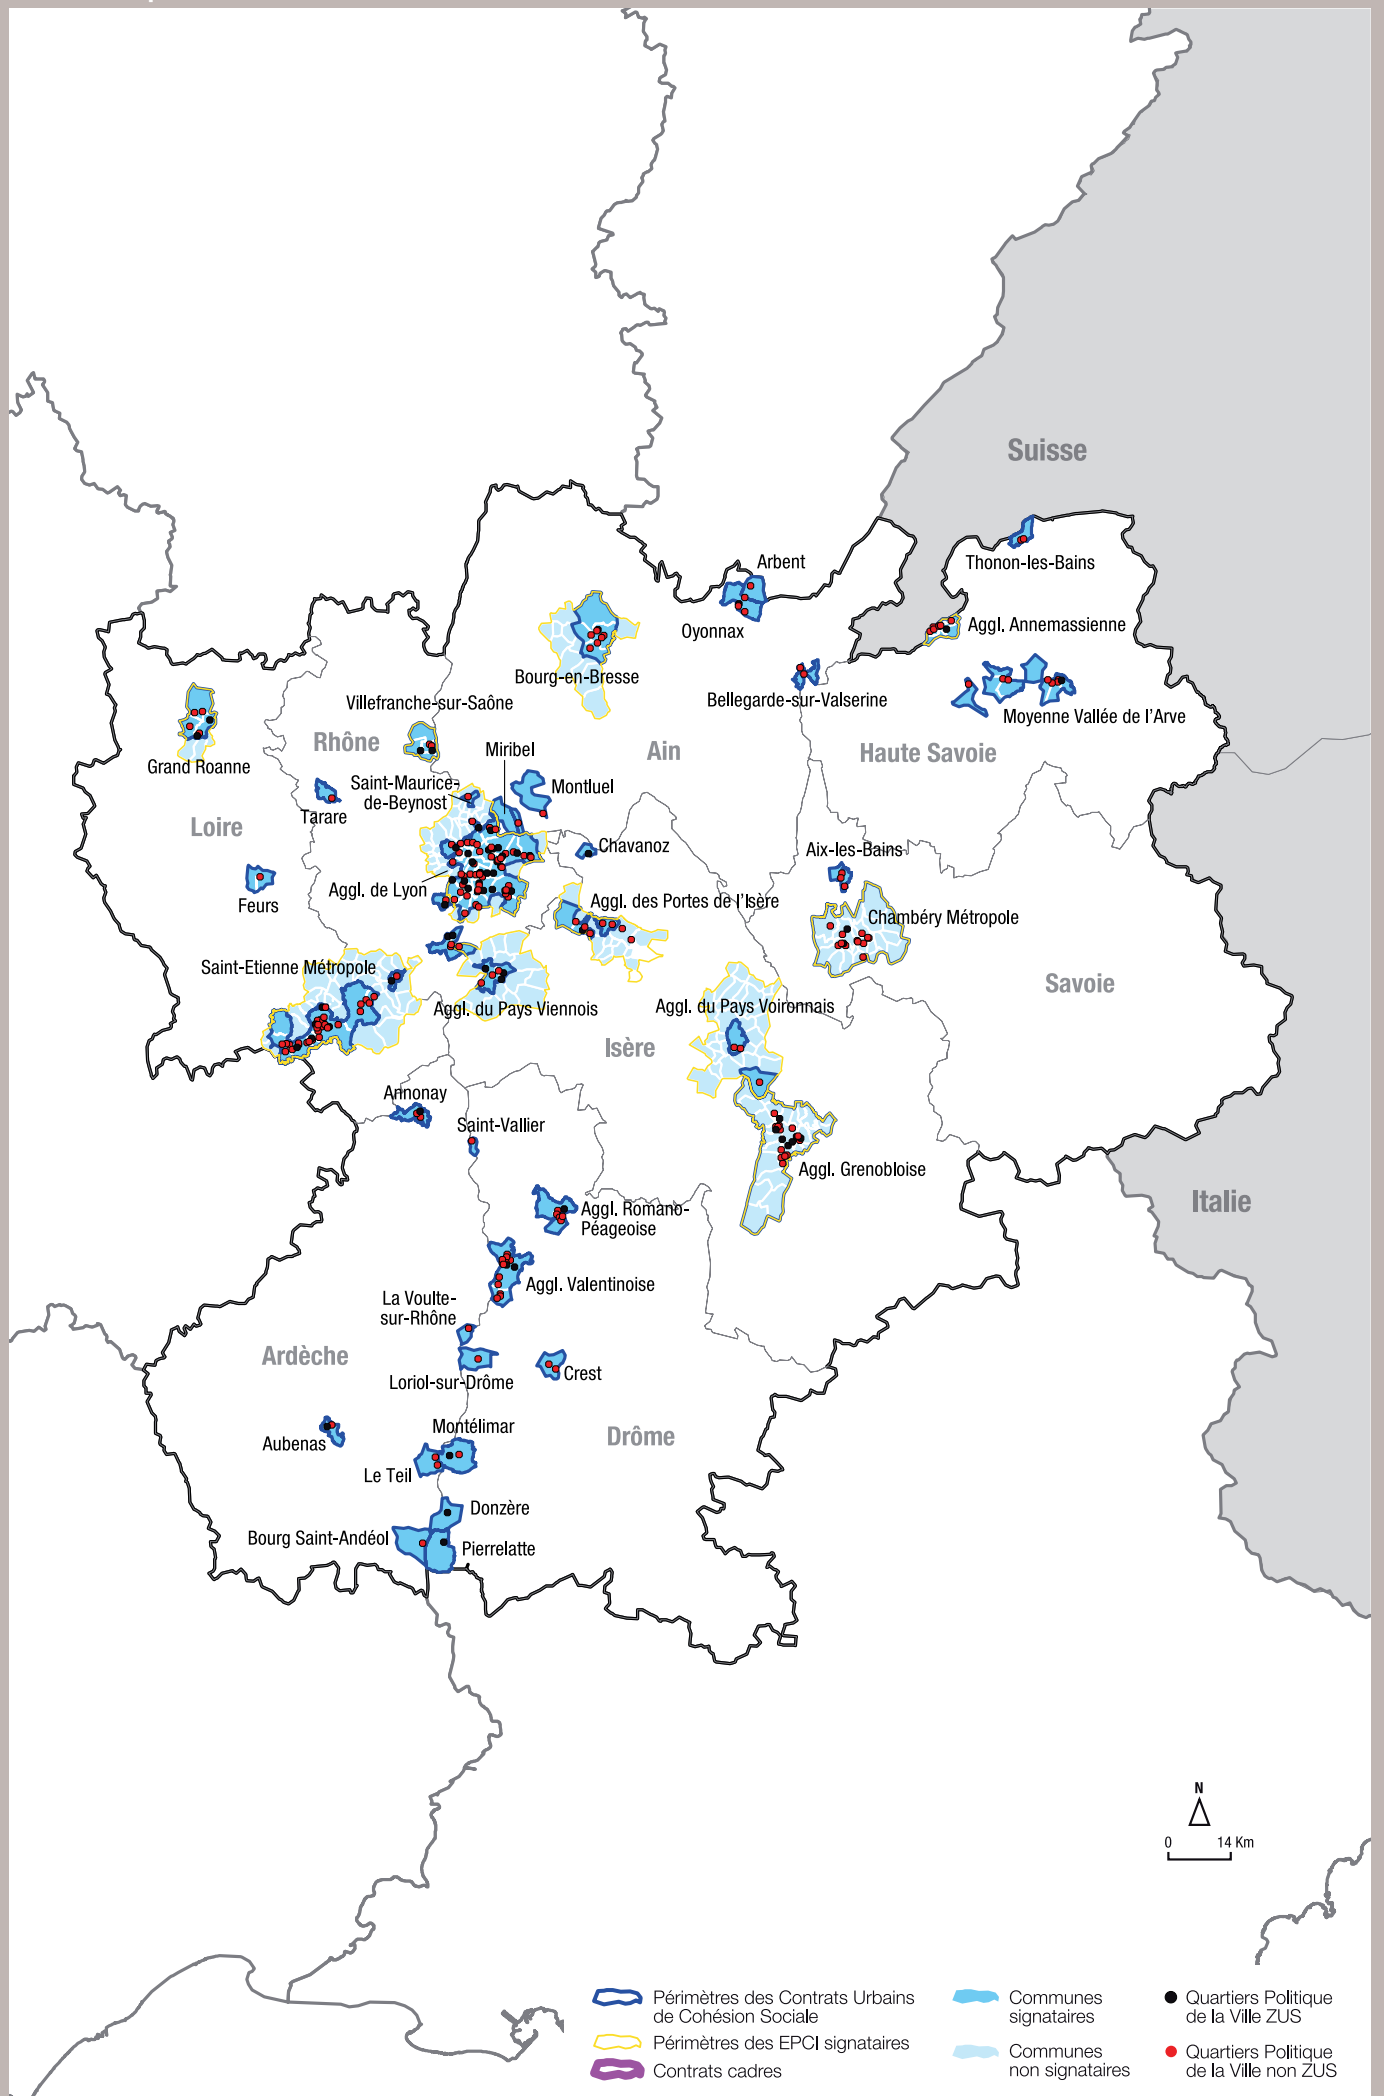 Suisse
Thonon-les-Bains
Arbent
Aggl. Annemassienne
Oyonnax
Bourg-en-Bresse
Bellegarde-sur-Valserine
Villefranche-sur-Saône
Moyenne Vallée de l'Arve
Rhône
Miribel
Ain
Haute Savoie
Grand Roanne
Saint-Maurice-
de-Beynost
Montluel
Tarare
Loire
Chavanoz
Aix-les-Bains
Aggl. de Lyon
Feurs
Aggl. des Portes de l'Isère
Chambéry Métropole
Saint-Etienne Métropole
Savoie
Aggl. du Pays Viennois
Aggl. du Pays Voironnais
Isère
Annonay
Saint-Vallier
Aggl. Grenobloise
Italie
Aggl. Romano-
Péageoise
Aggl. Valentinoise
La Voulte-
sur-Rhône
Ardèche
Loriol-sur-Drôme
Crest
Montélimar
Drôme
Aubenas
Le Teil
Donzère
Bourg Saint-Andéol
Pierrelatte
N
0 14 Km
Périmètres des Contrats Urbains
de Cohésion Sociale
Périmètres des EPCI signataires
Contrats cadres
Communes
signataires
Communes
non signataires
Quartiers Politique
de la Ville ZUS
Quartiers Politique
de la Ville non ZUS